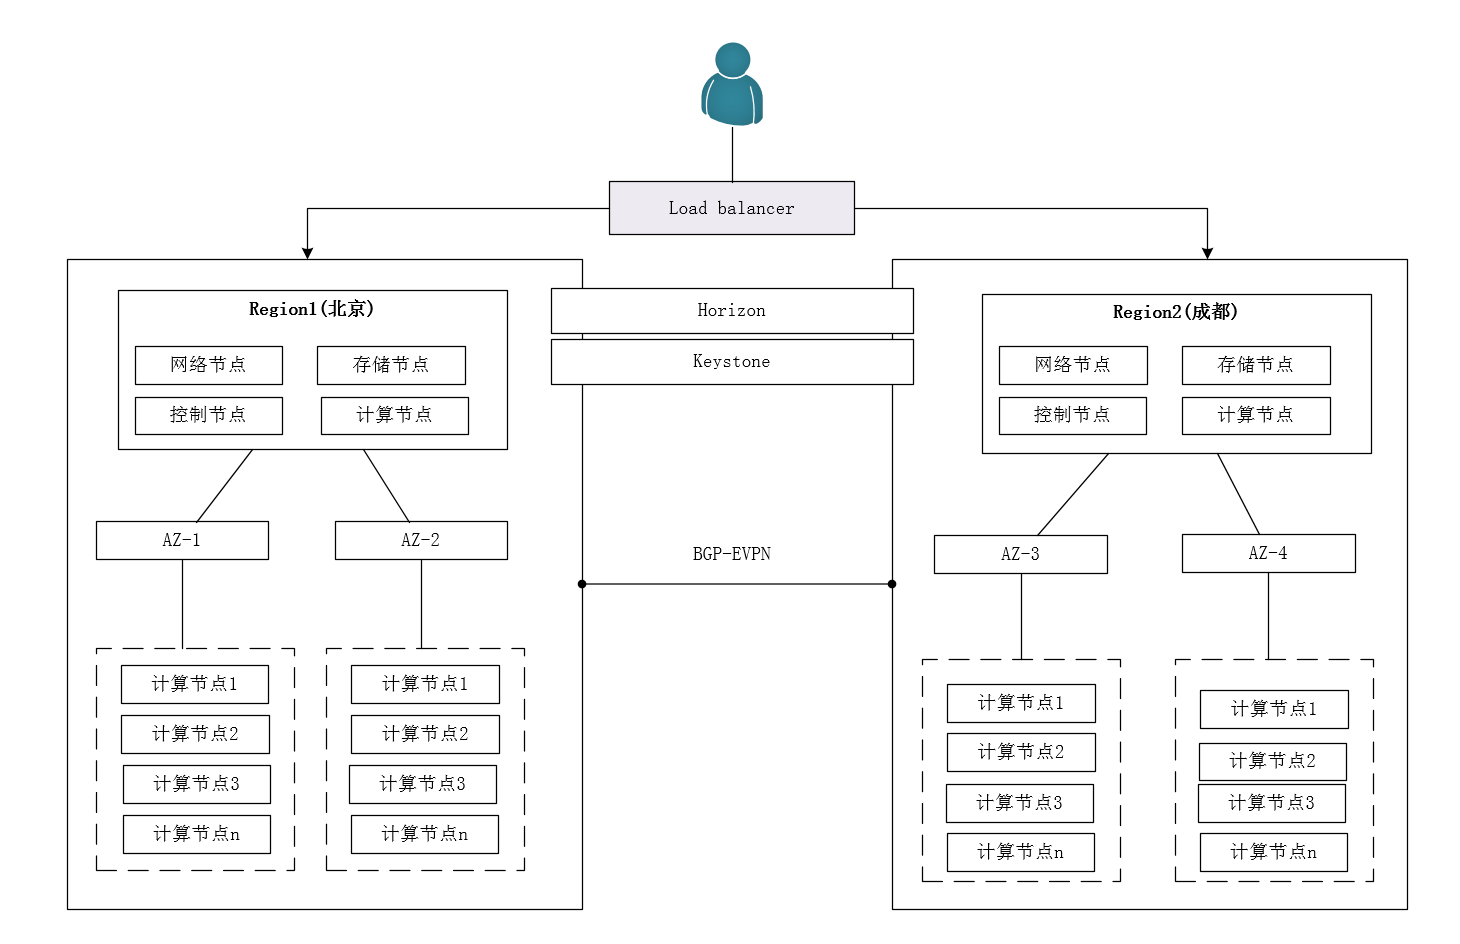 Load balancer
Region1(北京)
网络节点
存储节点
控制节点
计算节点
Horizon
Keystone
Region2(成都)
网络节点
存储节点
控制节点
计算节点
AZ-1
AZ-2
BGP-EVPN
AZ-3
AZ-4
计算节点1
计算节点2
计算节点3
计算节点n
计算节点1
计算节点2
计算节点3
计算节点n
计算节点1
计算节点2
计算节点3
计算节点n
计算节点1
计算节点2
计算节点3
计算节点n